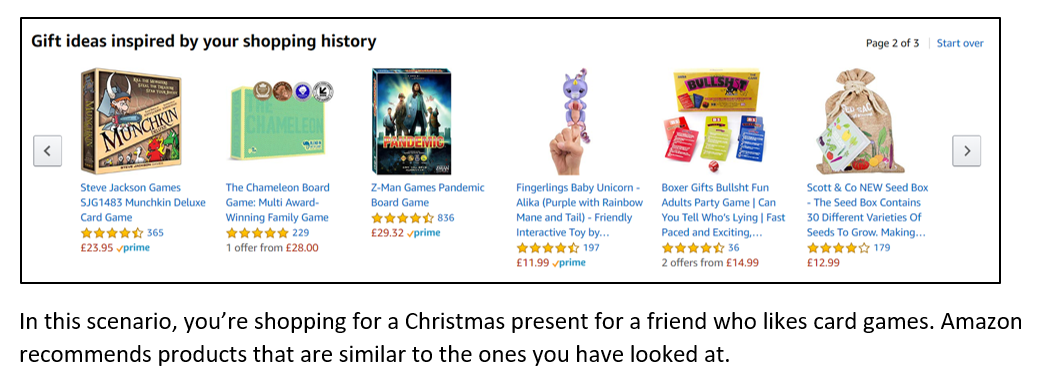 Gift ideas inspired by your shopping history
Page 2 of 3 | Start over
MUNCHKIN
CHAMELEON
PANDEMIC
Steve Jackson Games
SJG1483 Munchkin Deluxe
Card Game
365
£23.95 prime
The Chameleon Board
Game: Multi Award-
Winning Family Game
229
1 offer from £28.00
Z-Man Games Pandemic
Board Game
836
£29.32 prime
Fingerlings Baby Unicorn -
Alika (Purple with Rainbow
Mane and Tail) - Friendly
Interactive Toy by...
197
£11.99 prime
Boxer Gifts Bullsht Fun
Adults Party Game | Can
You Tell Who's Lying | Fast
Paced and Exciting,...
36
2 offers from £14.99
Scott & Co NEW Seed Box
- The Seed Box Contains
30 Different Varieties Of
Seeds To Grow. Making...
179
£12.99
In this scenario, you're shopping for a Christmas present for a friend who likes card games. Amazon
recommends products that are similar to the ones you have looked at.